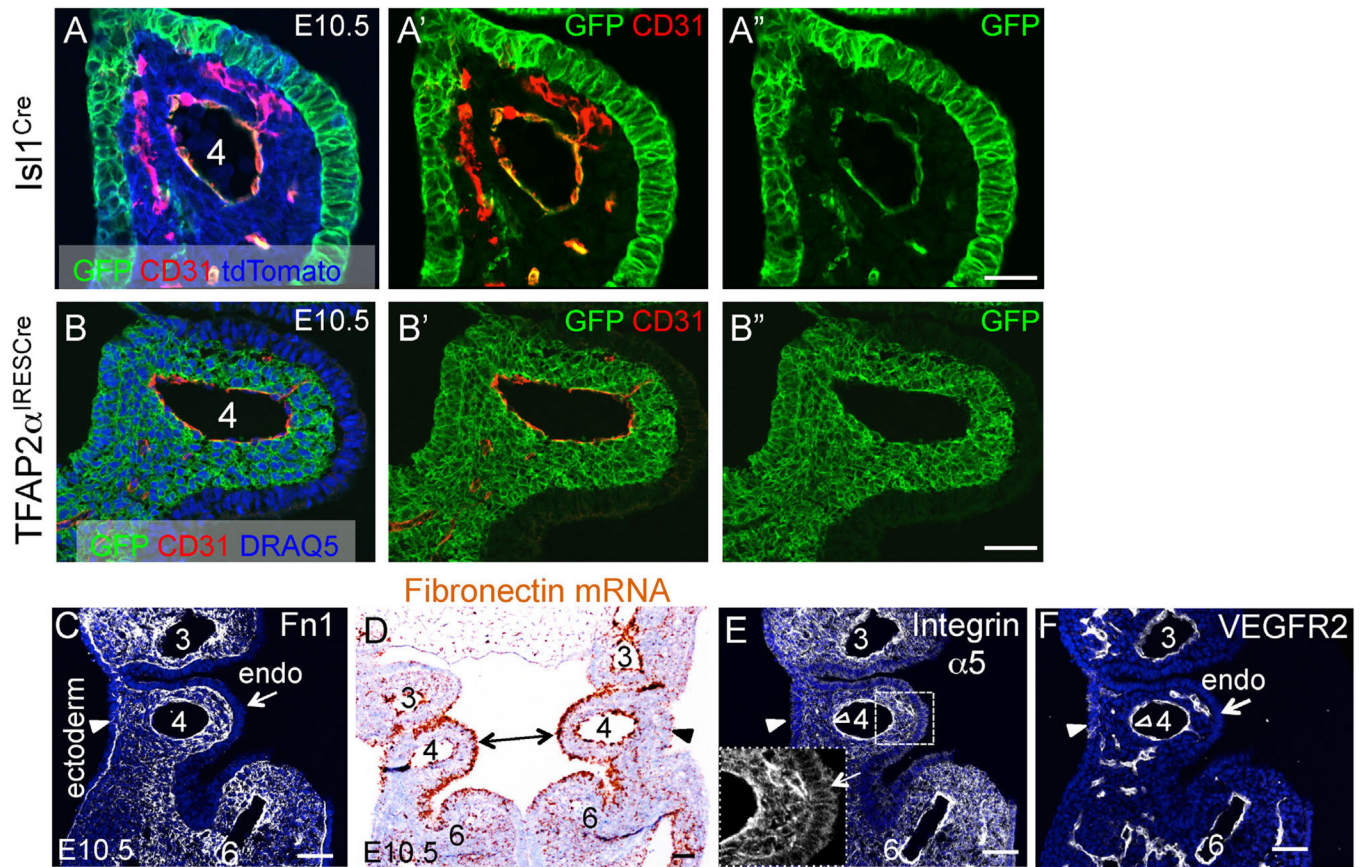 A E10.5
A' GFP CD31
A" GFP
Isl1Cre
4
GFP CD31 tdTomato
B E10.5
B' GFP CD31
B" GFP
TFAP2αIRESCre
4
GFP CD31 DRAQ5
Fibronectin mRNA
C Fn1
3
endo
ectoderm
4
6
E10.5
D
3
3
4
4
6
6
E10.5
E Integrin
α5
3
4
6
F VEGFR2
3
endo
4
6